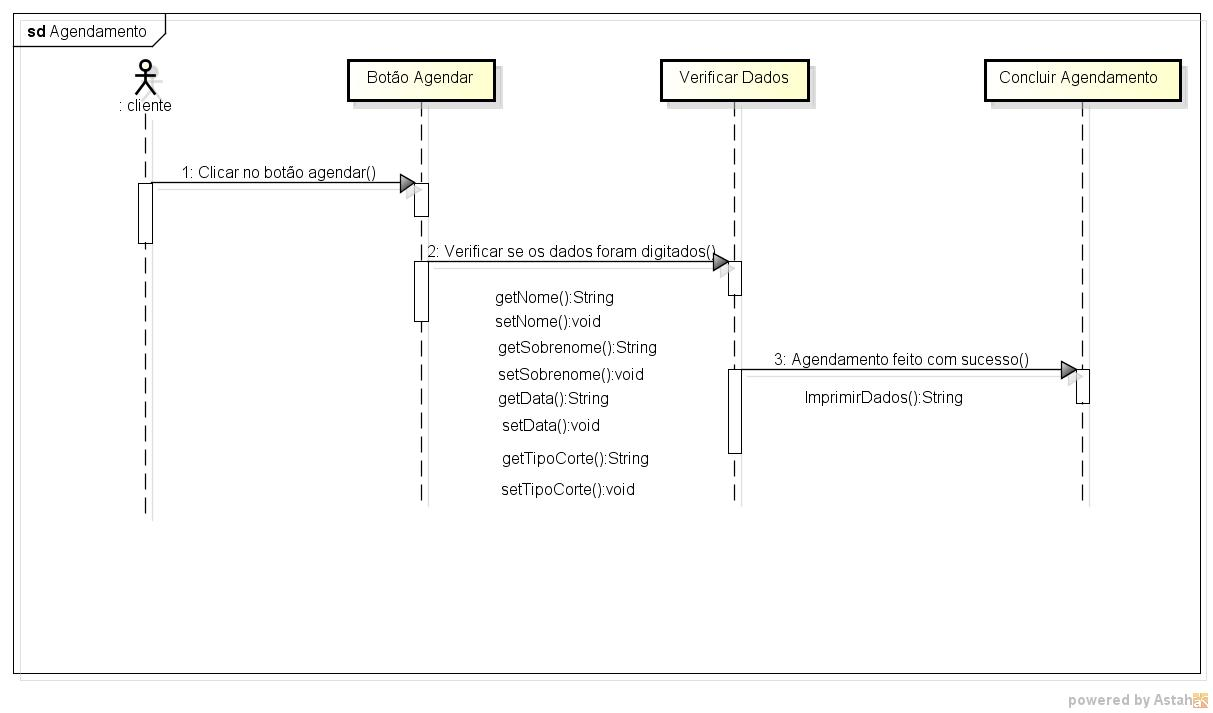 sd Agendamento
: cliente
Botão Agendar
Verificar Dados
Concluir Agendamento
1: Clicar no botão agendar()
2: Verificar se os dados foram digitados()
getNome():String
setNome():void
getSobrenome():String
3: Agendamento feito com sucesso()
setSobrenome():void
getData():String
ImprimirDados():String
setData():void
getTipoCorte():String
setTipoCorte():void
powered by Astah